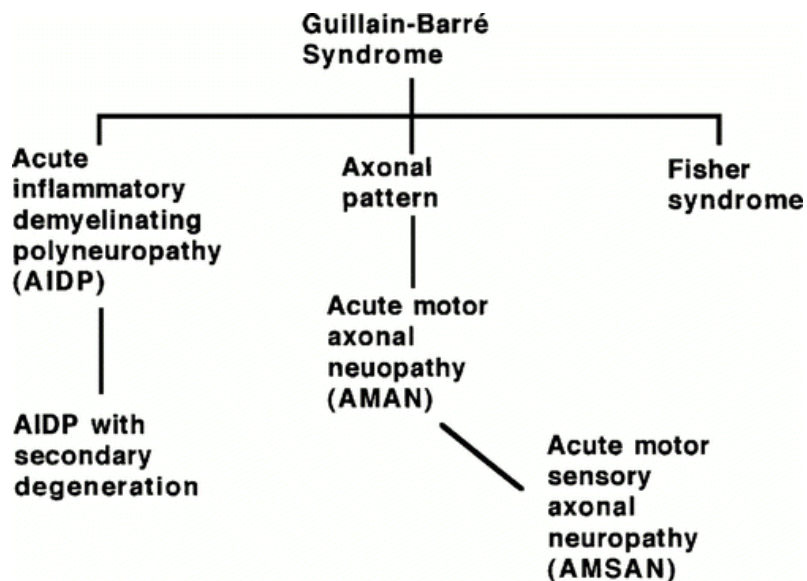 Guillain-Barré
Syndrome
Acute
inflammatory
demyelinating
polyneuropathy
(AIDP)
Axonal
pattern
Fisher
syndrome
Acute motor
axonal
neuopathy
(AMAN)
AIDP with
secondary
degeneration
Acute motor
sensory
axonal
neuropathy
(AMSAN)